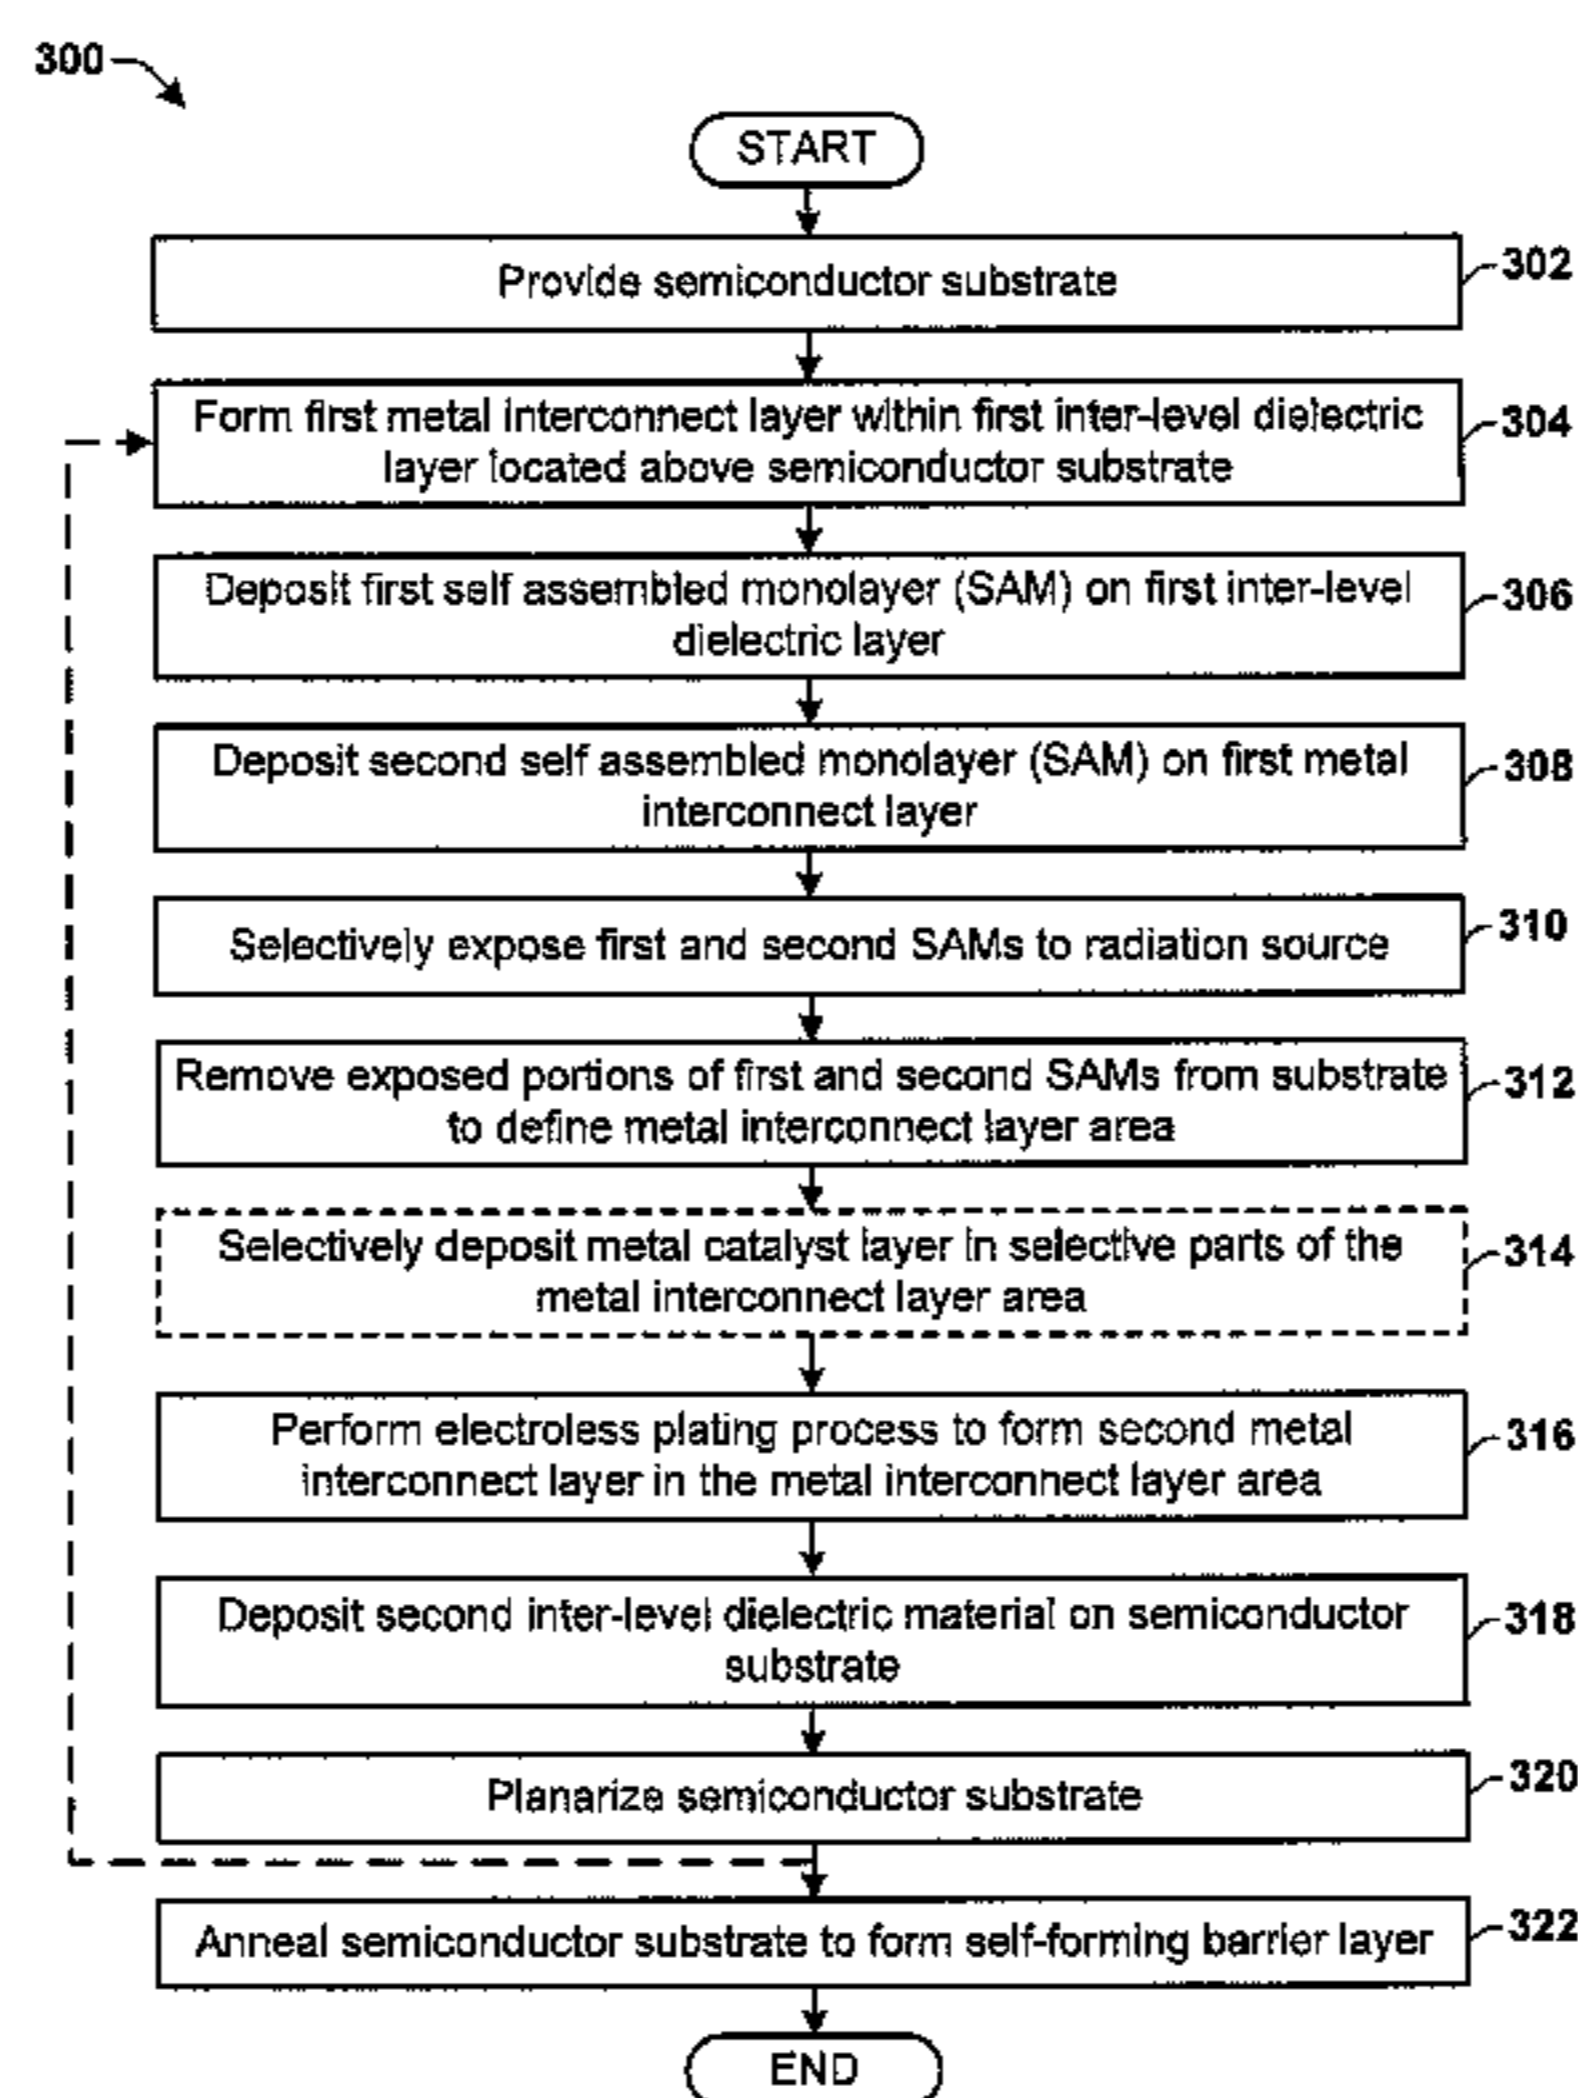 300
START
Provide semiconductor substrate
302
Form first metal interconnect layer within first inter-level dielectric
layer located above semiconductor substrate
304
Deposit first self assembled monolayer (SAM) on first inter-level
dielectric layer
306
Deposit second self assembled monolayer (SAM) on first metal
interconnect layer
308
Selectively expose first and second SAMs to radiation source
310
Remove exposed portions of first and second SAMs from substrate
to define metal interconnect layer area
312
Selectively deposit metal catalyst layer in selective parts of the
metal interconnect layer area
314
Perform electroless plating process to form second metal
interconnect layer in the metal interconnect layer area
316
Deposit second inter-level dielectric material on semiconductor
substrate
318
Planarize semiconductor substrate
320
Anneal semiconductor substrate to form self-forming barrier layer
322
END